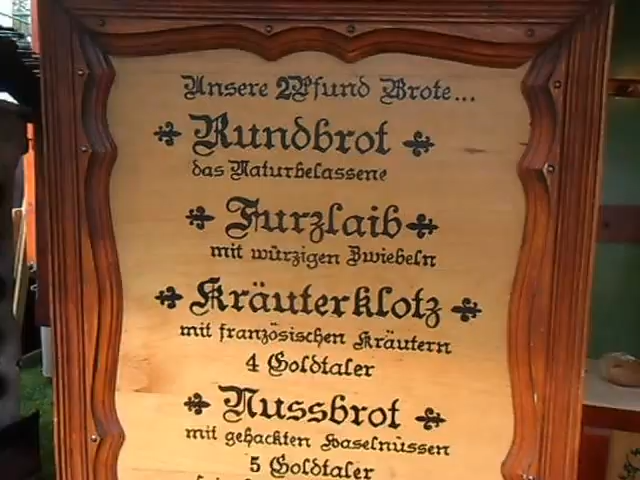 Unsere 2Pfund Brote...
Rundbrot
das Naturbelassene
Furzlaib
mit würzigen Zwiebeln
Kräuterklotz
mit französischen Kräutern
4 Goldtaler
Nussbrot
mit gehackten Haselnüssen
5 Goldtaler